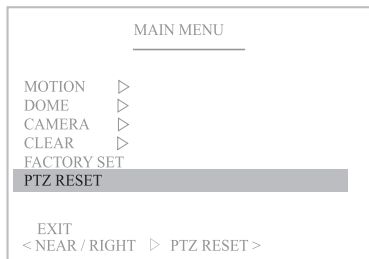 MAIN MENU
MOTION ▷
DOME ▷
CAMERA ▷
CLEAR ▷
FACTORY SET
PTZ RESET
EXIT
< NEAR / RIGHT ▷ PTZ RESET >